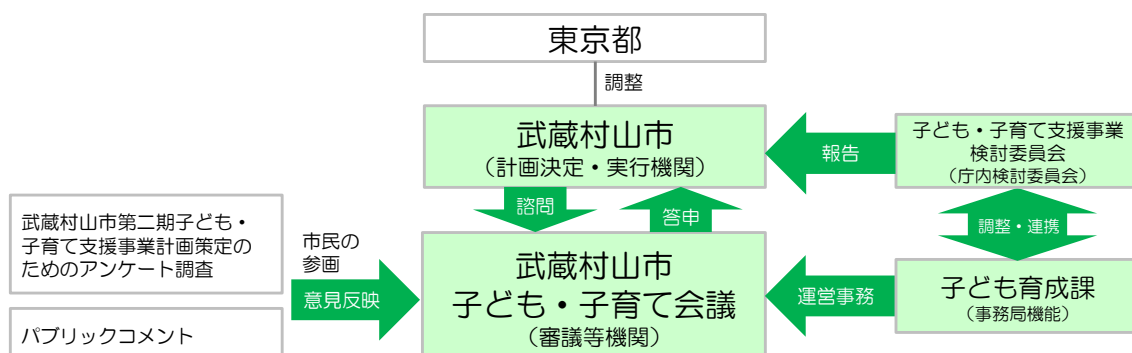 東京都
調整
武蔵村山市
（計画決定・実行機関）
報告
子ども・子育て支援事業
検討委員会
（庁内検討委員会）
諮問
答申
調整・連携
武蔵村山市第二期子ども・
子育て支援事業計画策定の
ためのアンケート調査
市民の
参画
意見反映
武蔵村山市
子ども・子育て会議
（審議等機関）
運営事務
子ども育成課
（事務局機能）
パブリックコメント